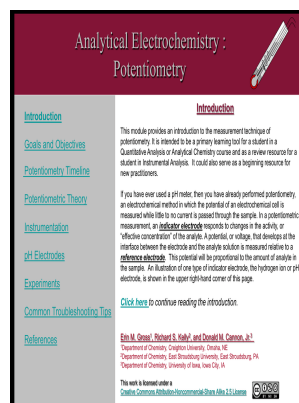 Analytical Electrochemistry :
Potentiometry
Introduction
Goals and Objectives
Potentiometry Timeline
Potentiometric Theory
Instrumentation
pH Electrodes
Experiments
Common Troubleshooting Tips
References
Introduction
This module provides an introduction to the measurement technique of
potentiometry. It is intended to be a primary learning tool for a student in a
Quantitative Analysis or Analytical Chemistry course and as a review resource for a
student in Instrumental Analysis. It could also serve as a beginning resource for
new practitioners.
If you have ever used a pH meter, then you have already performed potentiometry,
an electrochemical method in which the potential of an electrochemical cell is
measured while little to no current is passed through the sample. In a potentiometric
measurement, an indicator electrode responds to changes in the activity, or
"effective concentration" of the analyte. A potential, or voltage, that develops at the
interface between the electrode and the analyte solution is measured relative to a
reference electrode. This potential will be proportional to the amount of analyte in
the sample. An illustration of one type of indicator electrode, the hydrogen ion or pH
electrode, is shown in the upper right-hand corner of this page.
Click here to continue reading the introduction.
Erin M. Gross¹, Richard S. Kelly², and Donald M. Cannon, Jr.³
¹Department of Chemistry, Creighton University, Omaha, NE
²Department of Chemistry, East Stroudsburg University, East Stroudsburg, PA
³Department of Chemistry, University of Iowa, Iowa City, IA
This work is licensed under a
Creative Commons Attribution-Noncommercial-Share Alike 2.5 License